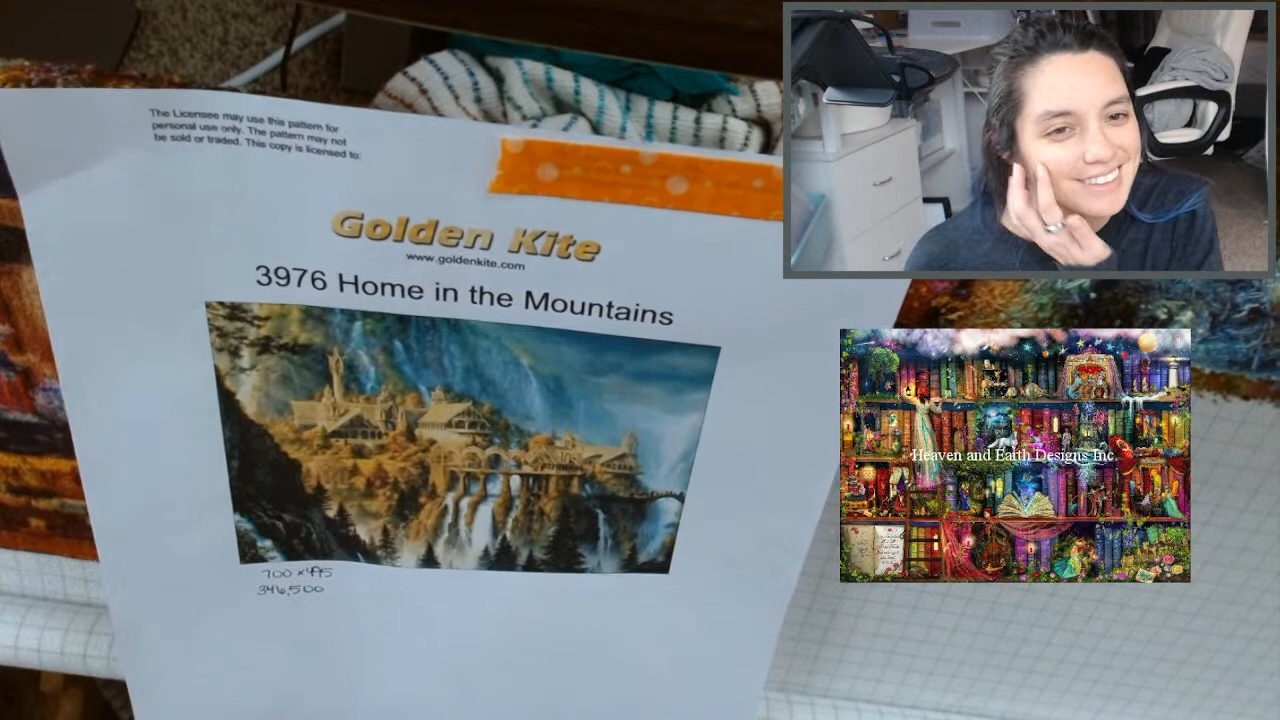 The Licensee may use this pattern for
personal use only. The pattern may not
be sold or traded. This copy is licensed to:
Golden Kite
www.goldenkite.com
3976 Home in the Mountains
700 x 495
346,500
Heaven and Earth Designs Inc.